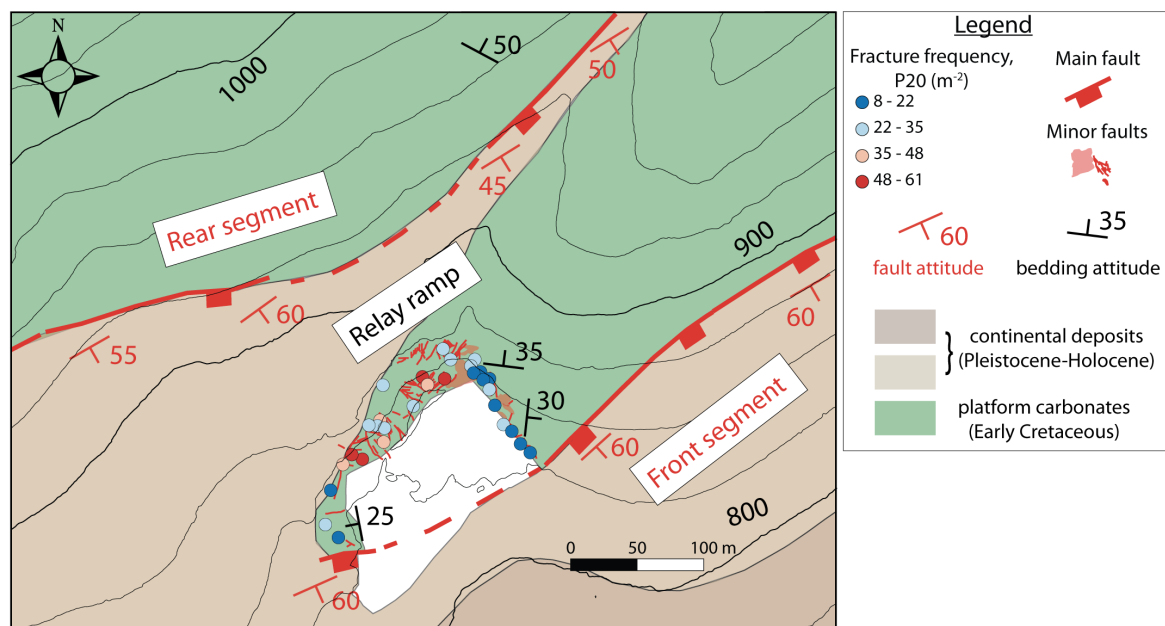 N
1000
50
50
45
Rear segment
Relay ramp
900
60
55
60
35
30
60
Front segment
25
800
0 50 100 m
60
Legend
Fracture frequency,
P20 (m⁻²)
8 - 22
22 - 35
35 - 48
48 - 61
Main fault
Minor faults
60
fault attitude
35
bedding attitude
continental deposits
(Pleistocene-Holocene)
platform carbonates
(Early Cretaceous)